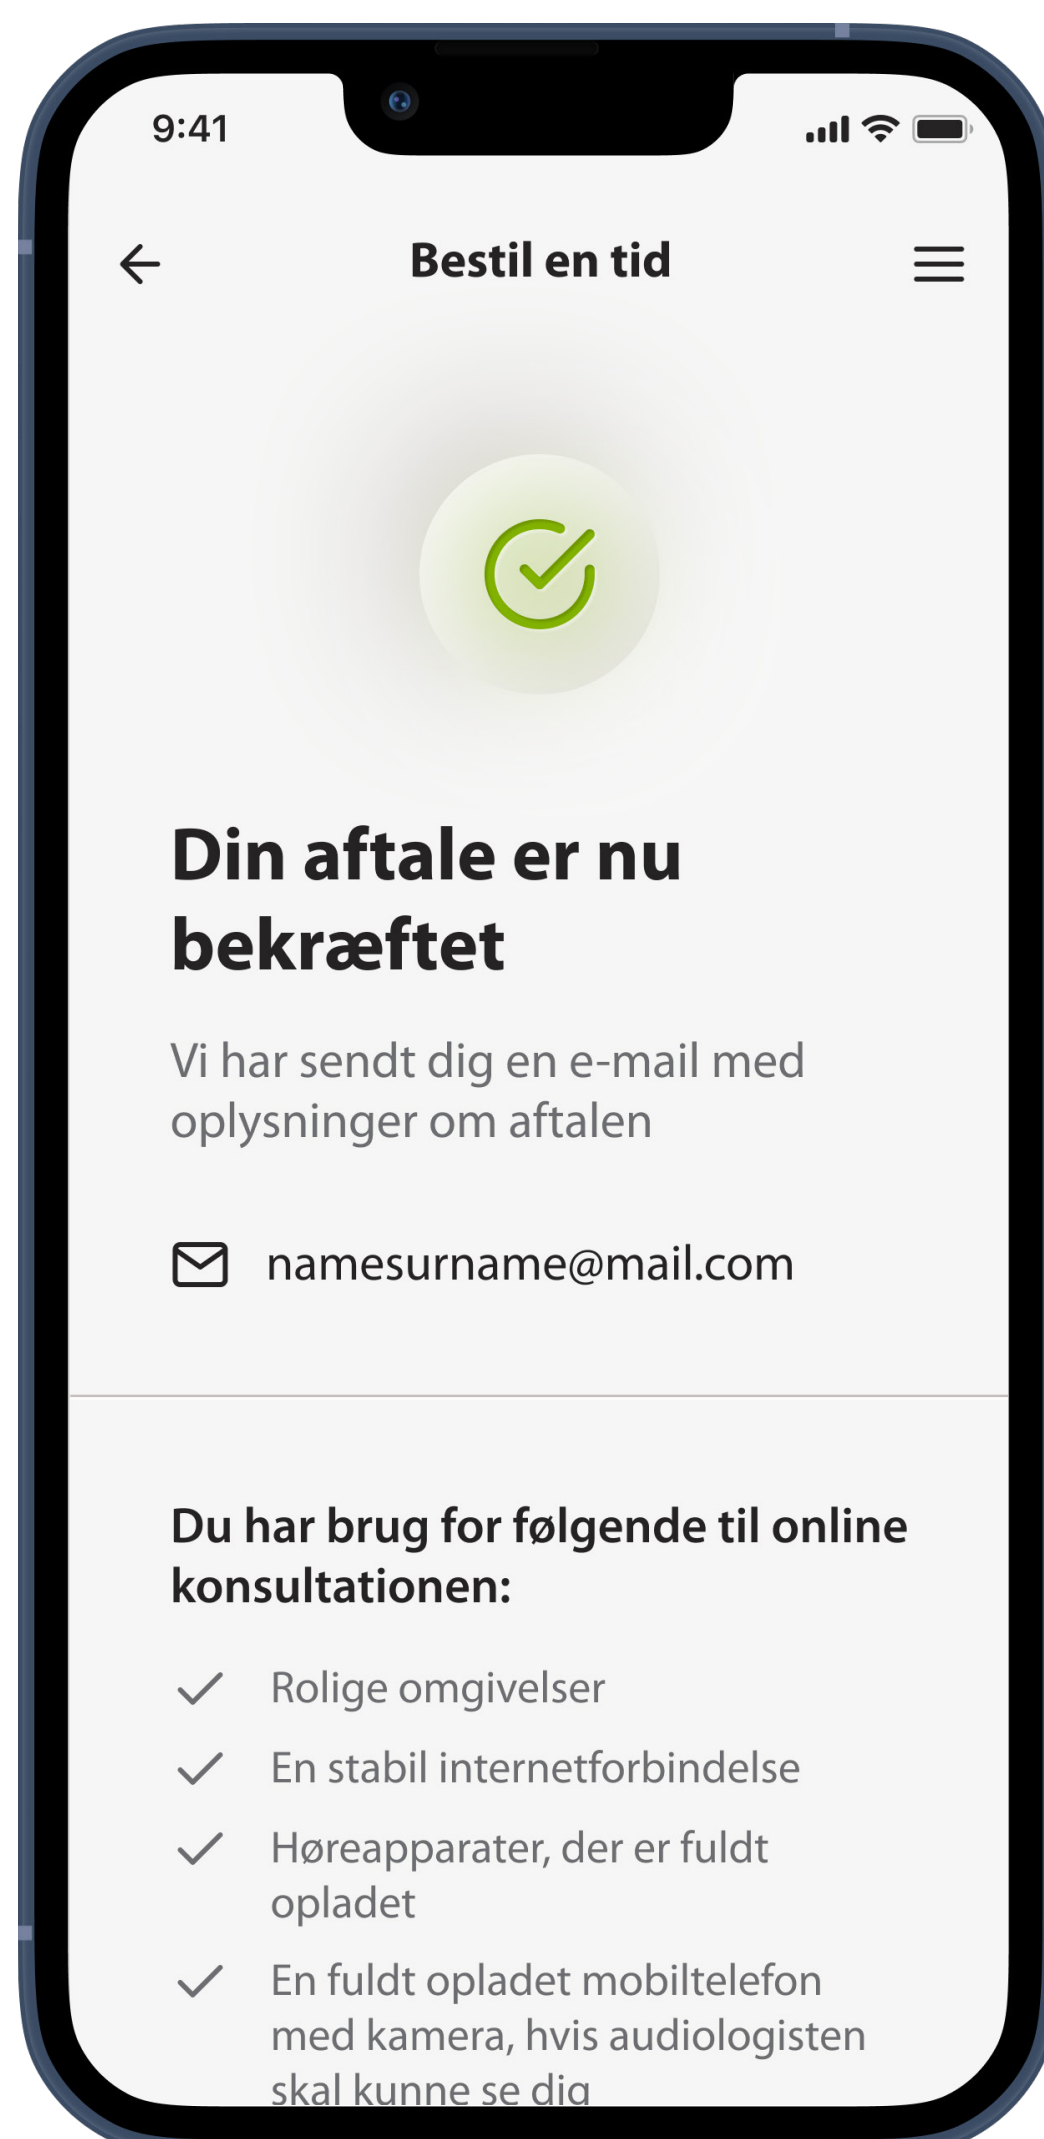 9:41
Bestil en tid
Din aftale er nu
bekræftet
Vi har sendt dig en e-mail med
oplysninger om aftalen
namesurname@mail.com
Du har brug for følgende til online
konsultationen:
Rolige omgivelser
En stabil internetforbindelse
Høreapparater, der er fuldt
opladet
En fuldt opladet mobiltelefon
med kamera, hvis audiologisten
skal kunne se dig